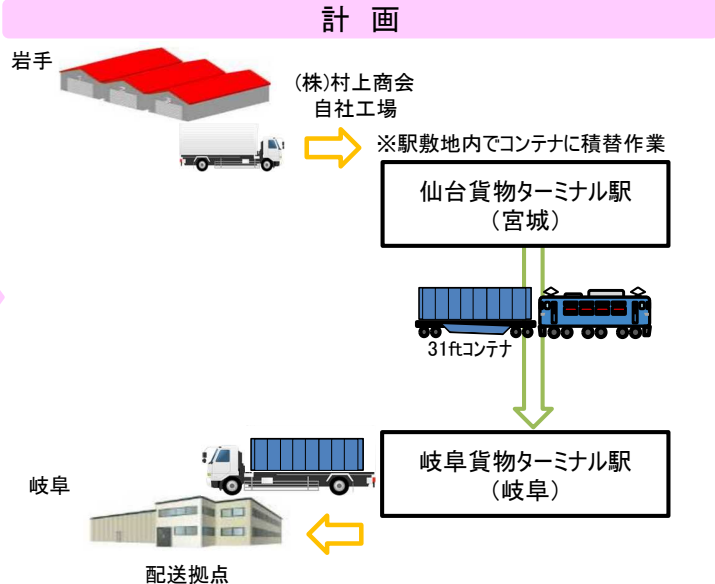 計 画
岩手
(株)村上商会
自社工場
※駅敷地内でコンテナに積替作業
仙台貨物ターミナル駅
(宮城)
31ftコンテナ
岐阜貨物ターミナル駅
(岐阜)
岐阜
配送拠点